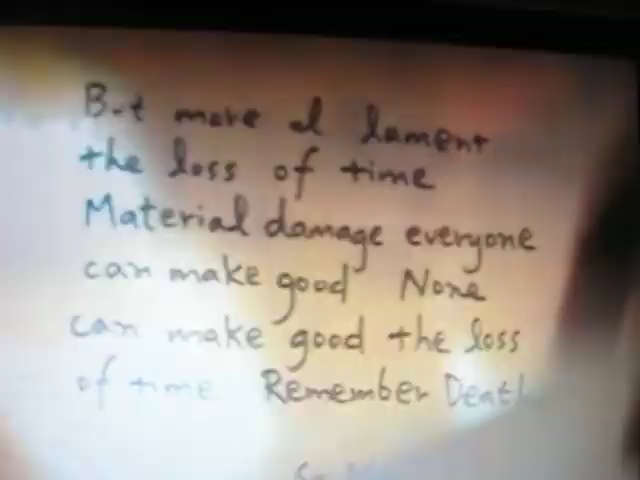 But more I lament
the loss of time
Material damage everyone
can make good None
can make good the loss
of time Remember Death